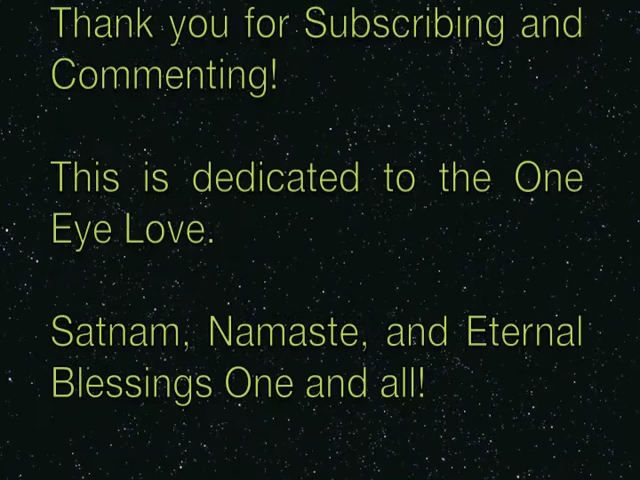 Thank you for Subscribing and
Commenting!
This is dedicated to the One
Eye Love.
Satnam, Namaste, and Eternal
Blessings One and all!